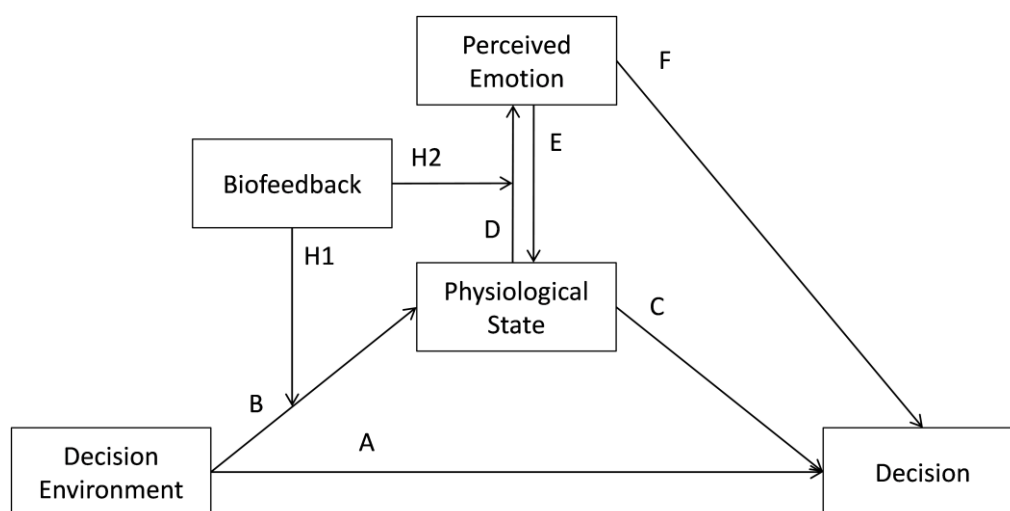 Perceived
Emotion
F
E
H2
Biofeedback
D
H1
Physiological
State
C
B
A
Decision
Environment
Decision